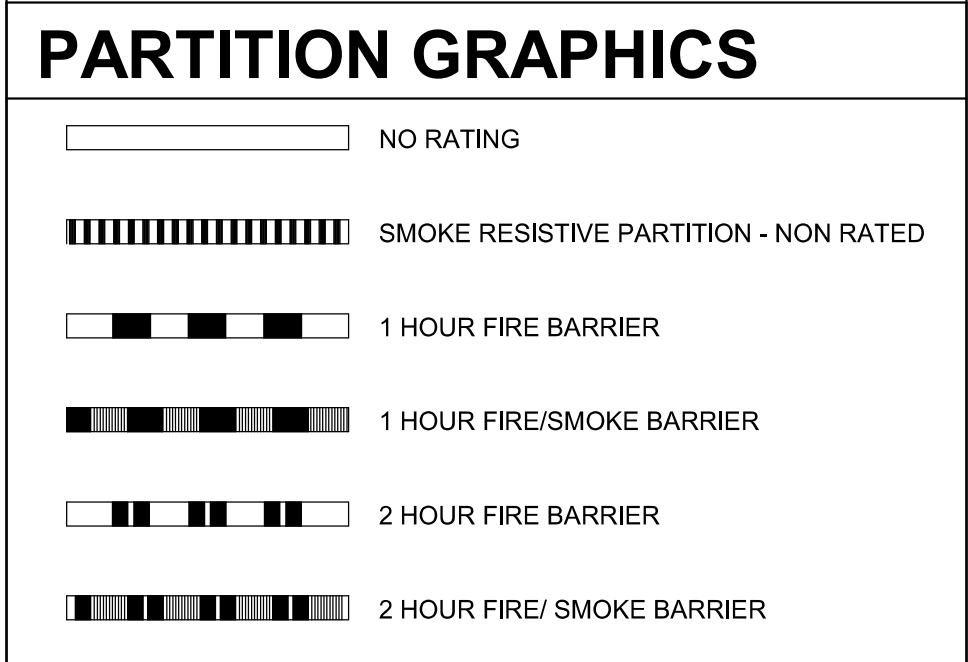 PARTITION GRAPHICS
NO RATING
SMOKE RESISTIVE PARTITION - NON RATED
1 HOUR FIRE BARRIER
1 HOUR FIRE/SMOKE BARRIER
2 HOUR FIRE BARRIER
2 HOUR FIRE/ SMOKE BARRIER